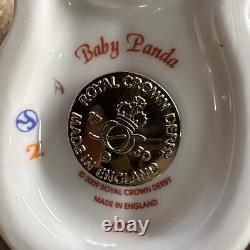 Baby Panda
ROYAL CROWN DERBY
MADE IN ENGLAND
© 2009 ROYAL CROWN DERBY
MADE IN ENGLAND